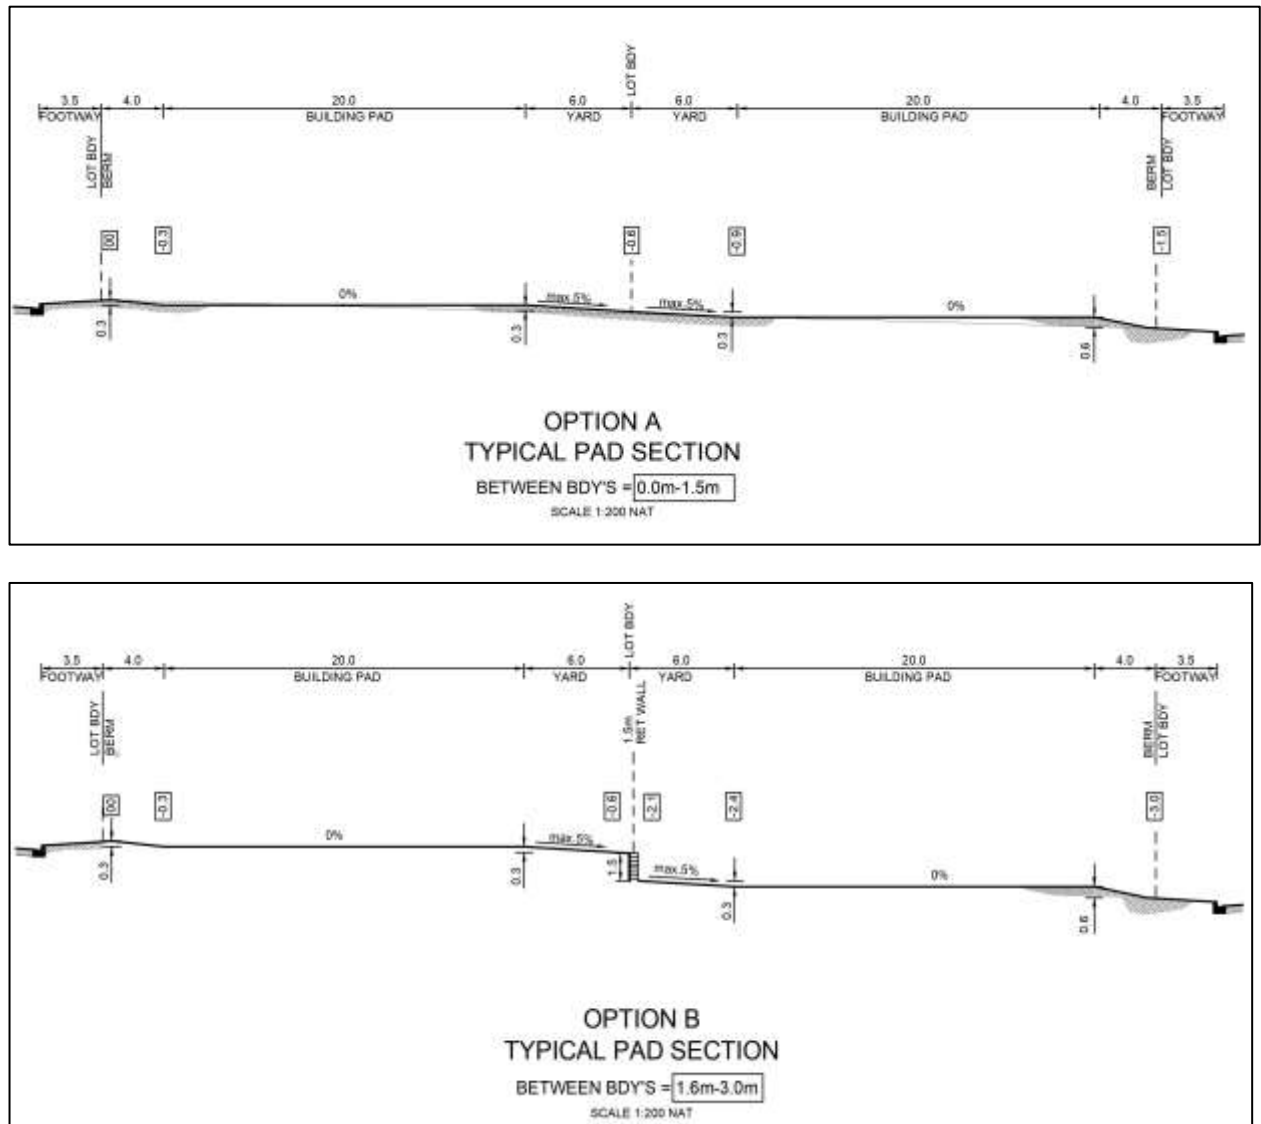 LOT BDY
3.5 4.0 20.0 6.0 6.0 20.0 4.0 3.5
FOOTWAY BUILDING PAD YARD YARD BUILDING PAD FOOTWAY
LOT BDY
BERM
BERM
LOT BDY
00 -0.3 -0.6 -0.9 -1.5
0% max.5% max.5% 0%
0.3 0.3 0.3 0.6
OPTION A
TYPICAL PAD SECTION
BETWEEN BDY'S = 0.0m-1.5m
SCALE 1:200 NAT
LOT BDY
3.5 4.0 20.0 6.0 6.0 20.0 4.0 3.5
FOOTWAY BUILDING PAD YARD YARD BUILDING PAD FOOTWAY
LOT BDY
BERM
1.5m
RET WALL
BERM
LOT BDY
00 -0.3 -0.6 -2.1 -2.4 -3.0
0% max.5% 1.5 max.5% 0%
0.3 0.3 0.3 0.6
OPTION B
TYPICAL PAD SECTION
BETWEEN BDY'S = 1.6m-3.0m
SCALE 1:200 NAT